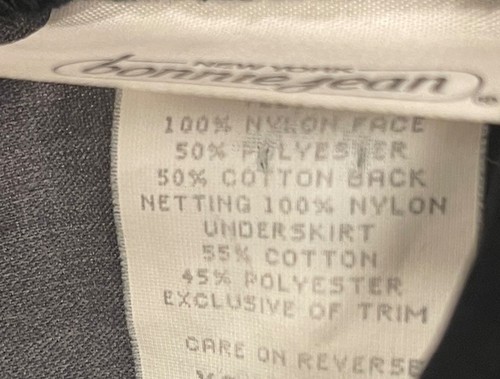 NEW YORK
bonnie jean
®
100% NYLON FACE
50% POLYESTER
50% COTTON BACK
NETTING 100% NYLON
UNDERSKIRT
55% COTTON
45% POLYESTER
EXCLUSIVE OF TRIM
CARE ON REVERSE